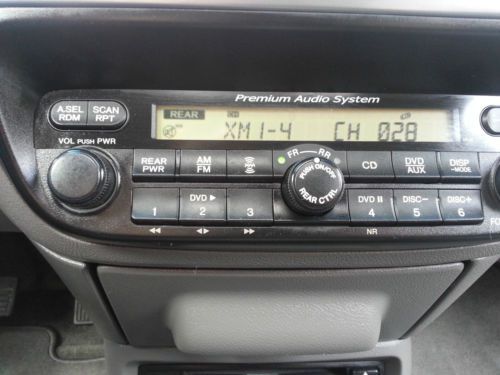 Premium Audio System
A.SEL RDM
SCAN RPT
REAR
CH
XM1-4 CH 028
VOL PUSH PWR
REAR PWR
AM FM
FR RR
PUSH ON/OFF
REAR CTRL
CD
DVD AUX
DISP -MODE
1
DVD ▶ 2
3
DVD II 4
DISC- 5
DISC+ 6
NR